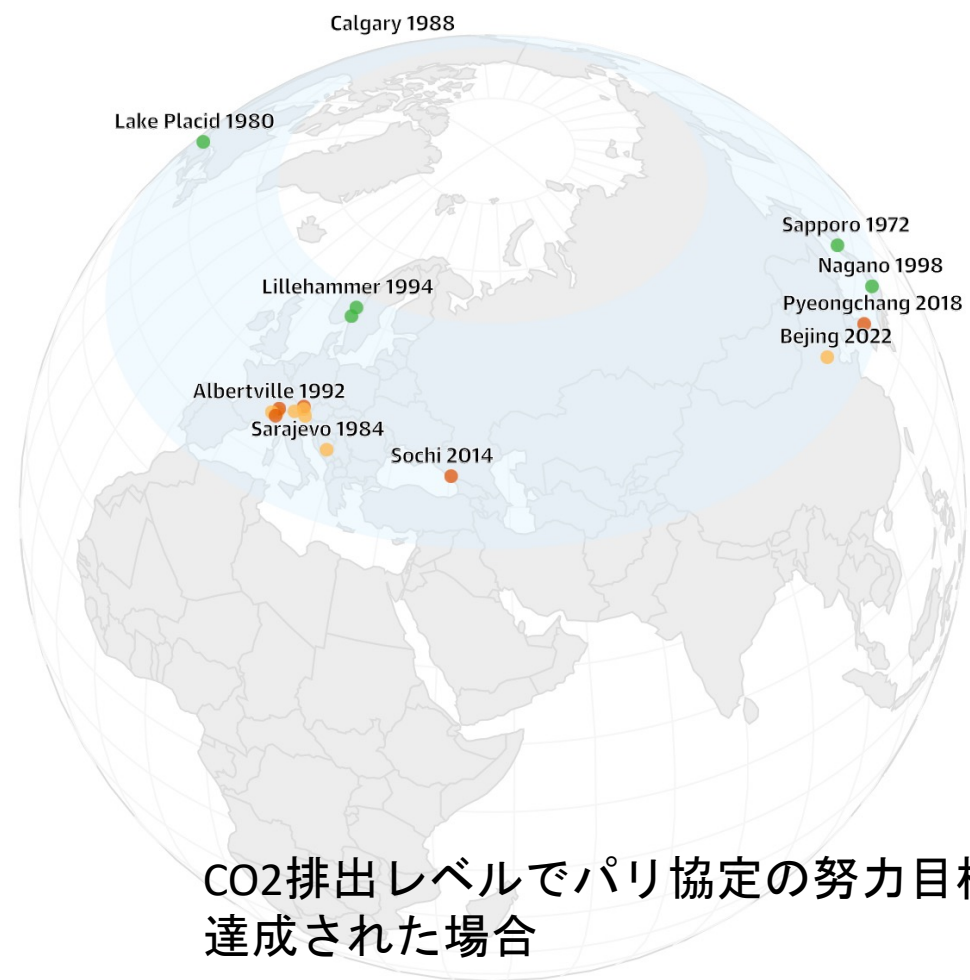 Calgary 1988
Lake Placid 1980
Sapporo 1972
Nagano 1998
Lillehammer 1994
Pyeongchang 2018
Bejing 2022
Albertville 1992
Sarajevo 1984
Sochi 2014
CO2排出レベルでパリ協定の努力目
達成された場合